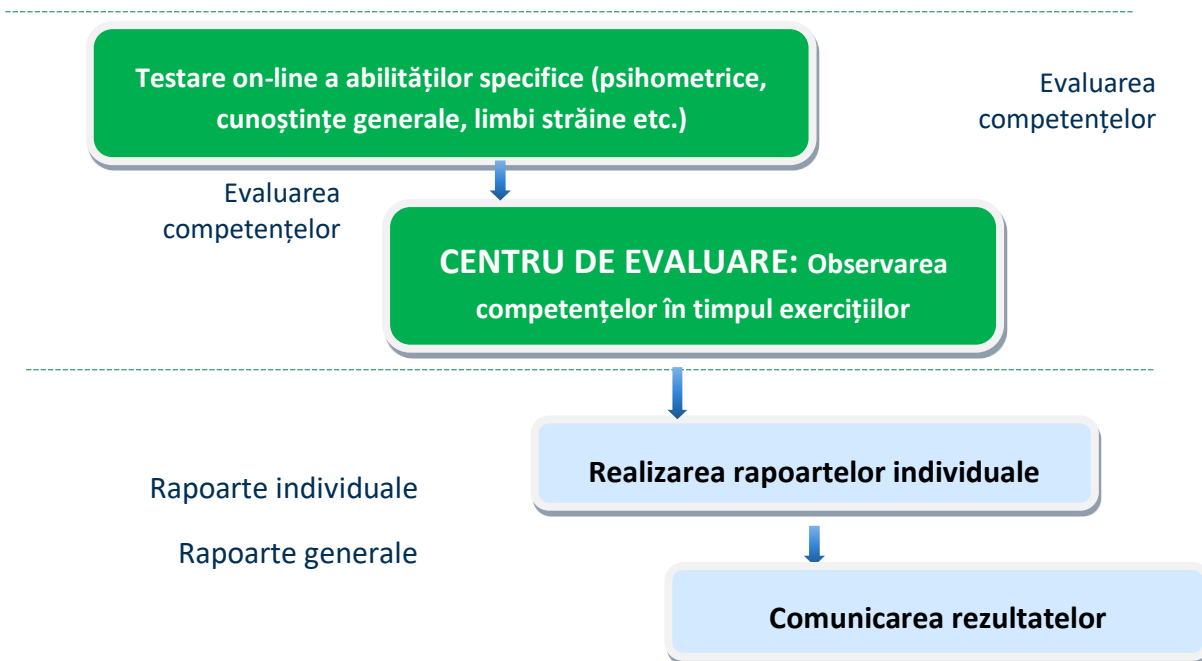 Testare on-line a abilităților specifice (psihometrice,
cunoștințe generale, limbi străine etc.)
Evaluarea
competențelor
Evaluarea
competențelor
CENTRU DE EVALUARE: Observarea
competențelor în timpul exercițiilor
Realizarea rapoartelor individuale
Rapoarte individuale
Rapoarte generale
Comunicarea rezultatelor